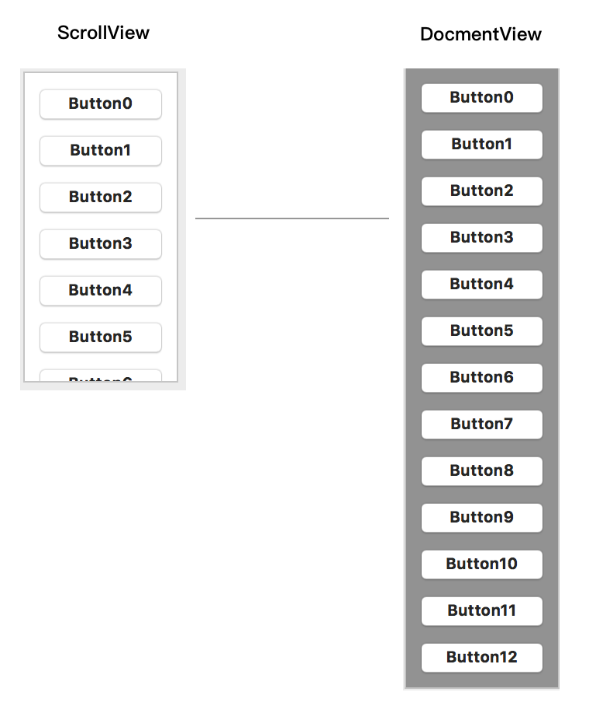 ScrollView
Button0
Button1
Button2
Button3
Button4
Button5
DocmentView
Button0
Button1
Button2
Button3
Button4
Button5
Button6
Button7
Button8
Button9
Button10
Button11
Button12